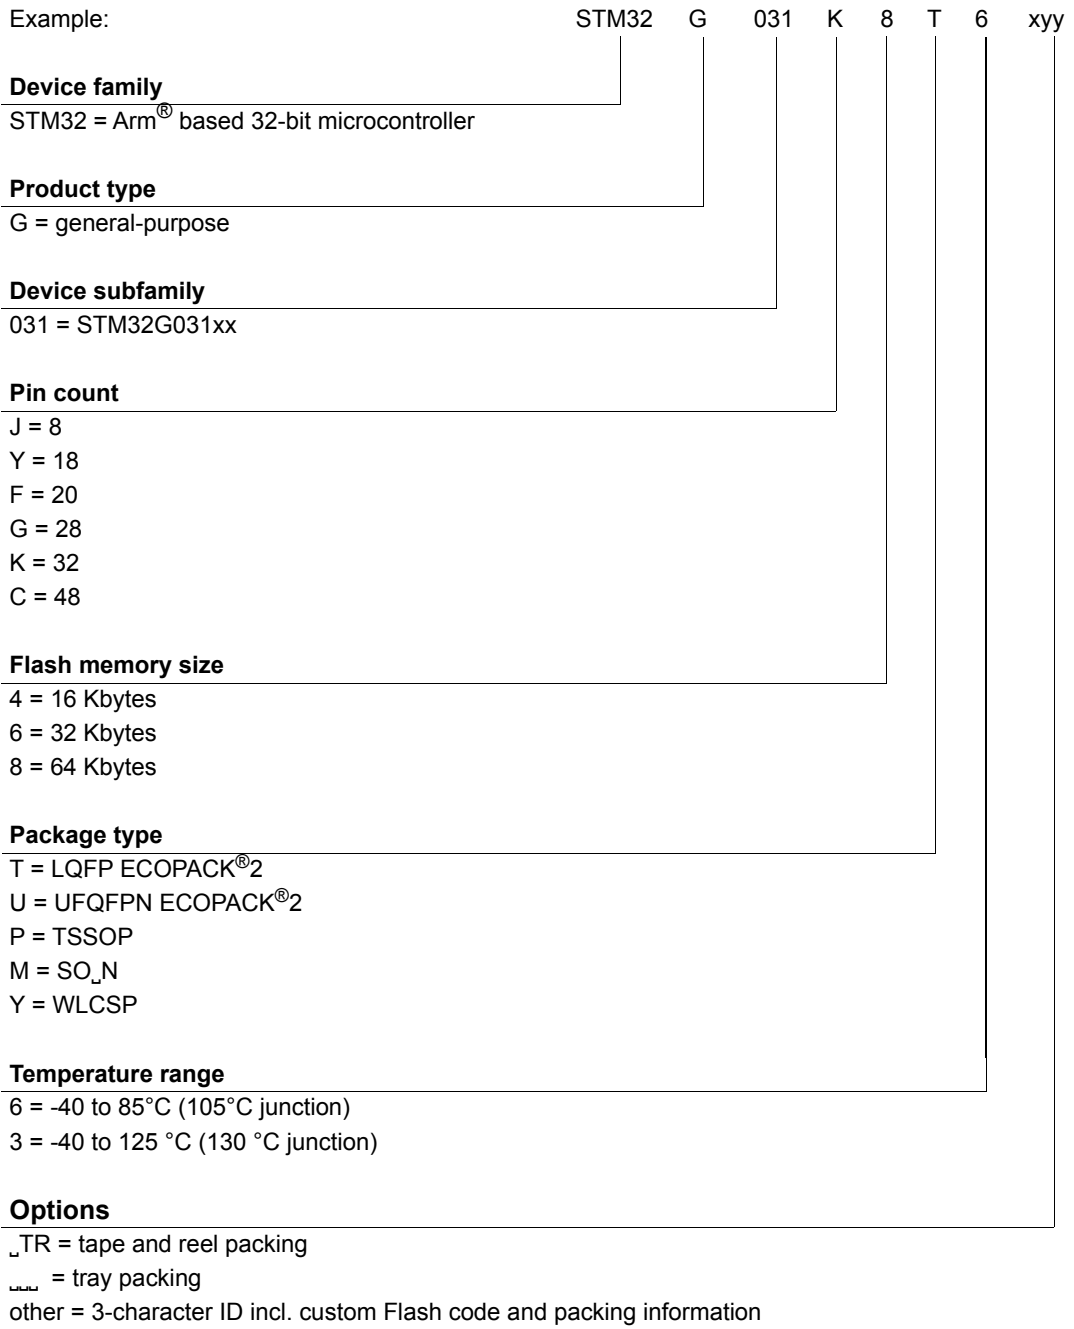 Example: STM32 G 031 K 8 T 6 xyy
Device family
STM32 = Arm® based 32-bit microcontroller
Product type
G = general-purpose
Device subfamily
031 = STM32G031xx
Pin count
J = 8
Y = 18
F = 20
G = 28
K = 32
C = 48
Flash memory size
4 = 16 Kbytes
6 = 32 Kbytes
8 = 64 Kbytes
Package type
T = LQFP ECOPACK®2
U = UFQFPN ECOPACK®2
P = TSSOP
M = SO␣N
Y = WLCSP
Temperature range
6 = -40 to 85°C (105°C junction)
3 = -40 to 125 °C (130 °C junction)
Options
␣TR = tape and reel packing
␣␣␣ = tray packing
other = 3-character ID incl. custom Flash code and packing information